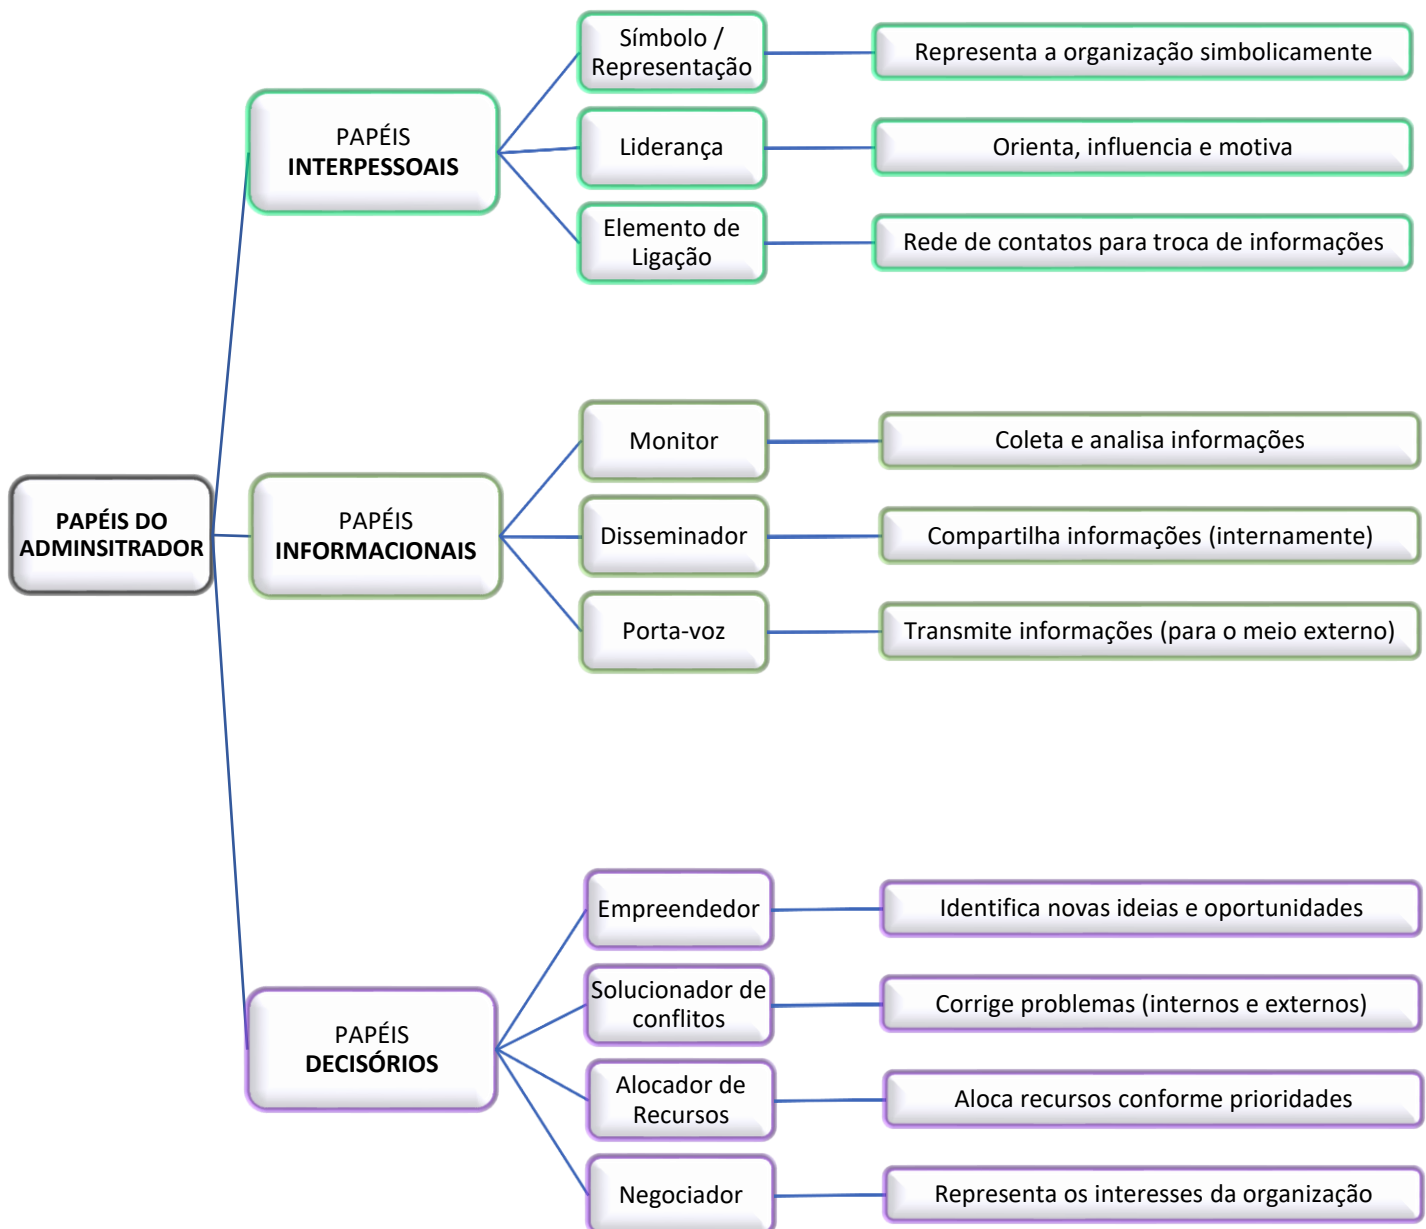 PAPÉIS DO
ADMINSITRADOR
PAPÉIS
INTERPESSOAIS
Símbolo /
Representação
Representa a organização simbolicamente
Liderança
Orienta, influencia e motiva
Elemento de
Ligação
Rede de contatos para troca de informações
PAPÉIS
INFORMACIONAIS
Monitor
Coleta e analisa informações
Disseminador
Compartilha informações (internamente)
Porta-voz
Transmite informações (para o meio externo)
PAPÉIS
DECISÓRIOS
Empreendedor
Identifica novas ideias e oportunidades
Solucionador de
conflitos
Corrige problemas (internos e externos)
Alocador de
Recursos
Aloca recursos conforme prioridades
Negociador
Representa os interesses da organização